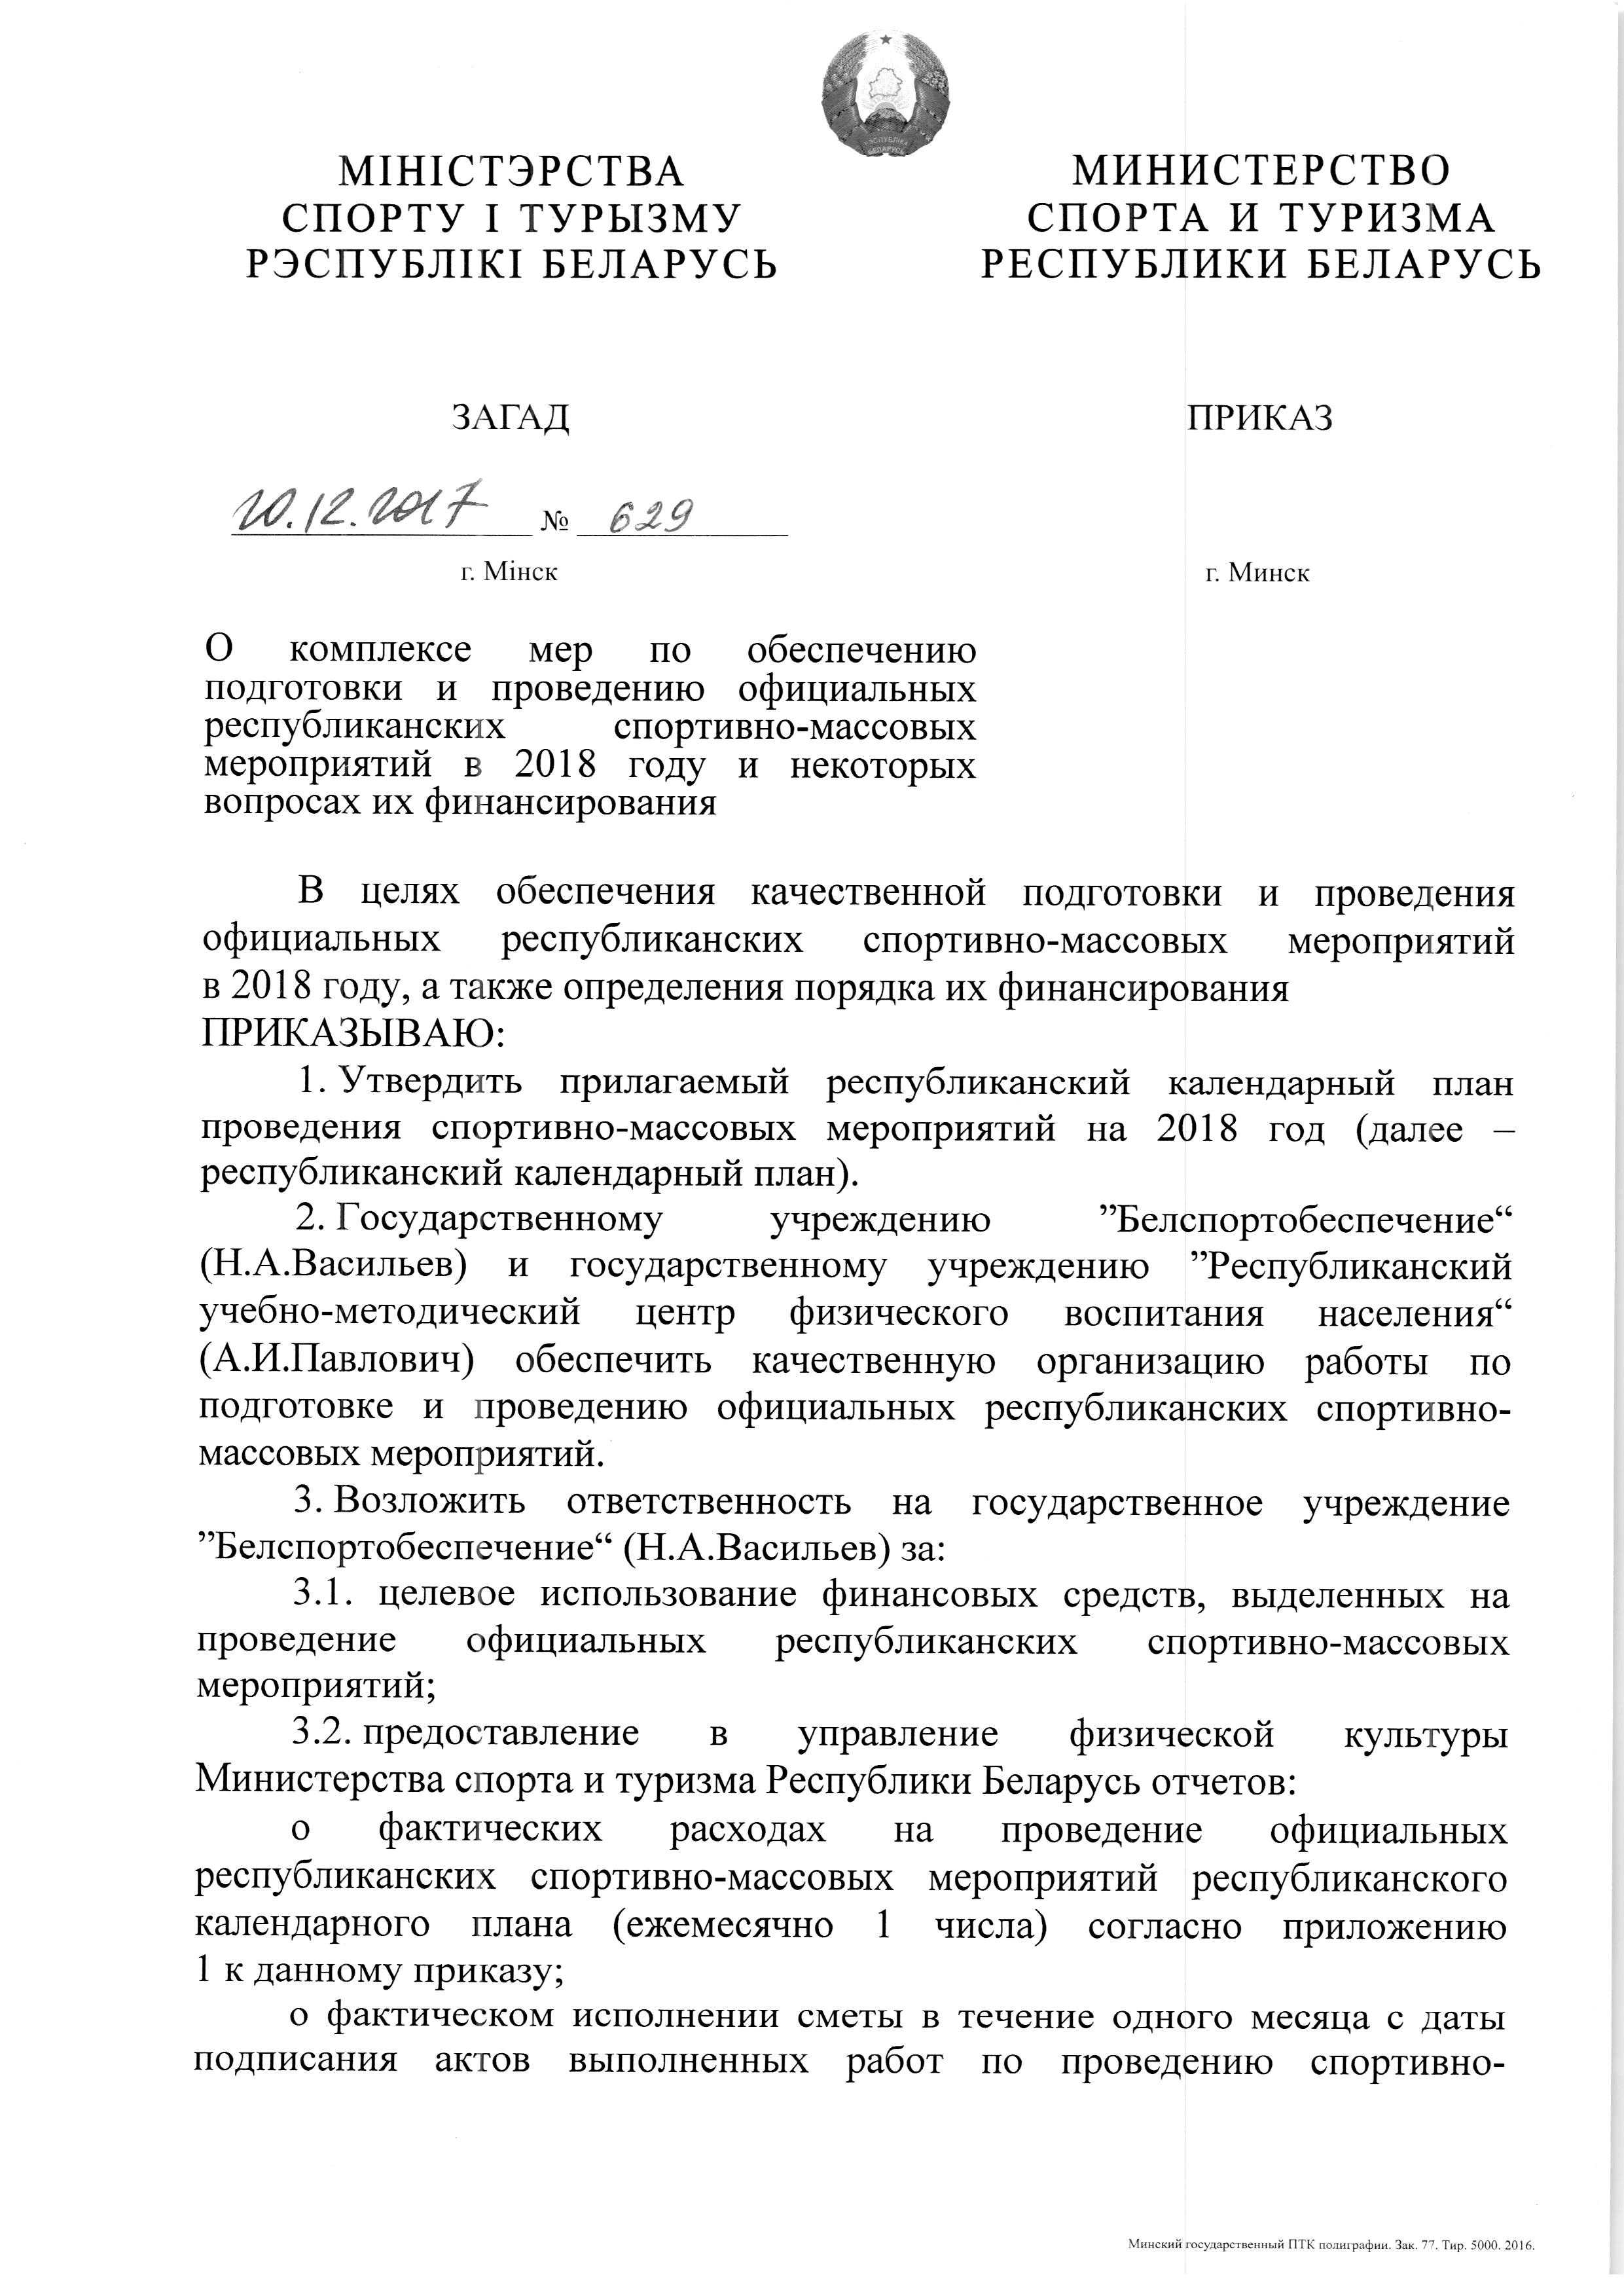 РЭСПУБЛІКА
БЕЛАРУСЬ
МІНІСТЭРСТВА
СПОРТУ І ТУРЫЗМУ
РЭСПУБЛІКІ БЕЛАРУСЬ
МИНИСТЕРСТВО
СПОРТА И ТУРИЗМА
РЕСПУБЛИКИ БЕЛАРУСЬ
ЗАГАД
ПРИКАЗ
20.12.2017 № 629
г. Мінск
г. Минск
О комплексе мер по обеспечению
подготовки и проведению официальных
республиканских спортивно-массовых
мероприятий в 2018 году и некоторых
вопросах их финансирования
В целях обеспечения качественной подготовки и проведения
официальных республиканских спортивно-массовых мероприятий
в 2018 году, а также определения порядка их финансирования
ПРИКАЗЫВАЮ:
1. Утвердить прилагаемый республиканский календарный план
проведения спортивно-массовых мероприятий на 2018 год (далее –
республиканский календарный план).
2. Государственному учреждению ”Белспортобеспечение“
(Н.А.Васильев) и государственному учреждению ”Республиканский
учебно-методический центр физического воспитания населения“
(А.И.Павлович) обеспечить качественную организацию работы по
подготовке и проведению официальных республиканских спортивно-
массовых мероприятий.
3. Возложить ответственность на государственное учреждение
”Белспортобеспечение“ (Н.А.Васильев) за:
3.1. целевое использование финансовых средств, выделенных на
проведение официальных республиканских спортивно-массовых
мероприятий;
3.2. предоставление в управление физической культуры
Министерства спорта и туризма Республики Беларусь отчетов:
о фактических расходах на проведение официальных
республиканских спортивно-массовых мероприятий республиканского
календарного плана (ежемесячно 1 числа) согласно приложению
1 к данному приказу;
о фактическом исполнении сметы в течение одного месяца с даты
подписания актов выполненных работ по проведению спортивно-
Минский государственный ПТК полиграфии. Зак. 77. Тир. 5000. 2016.